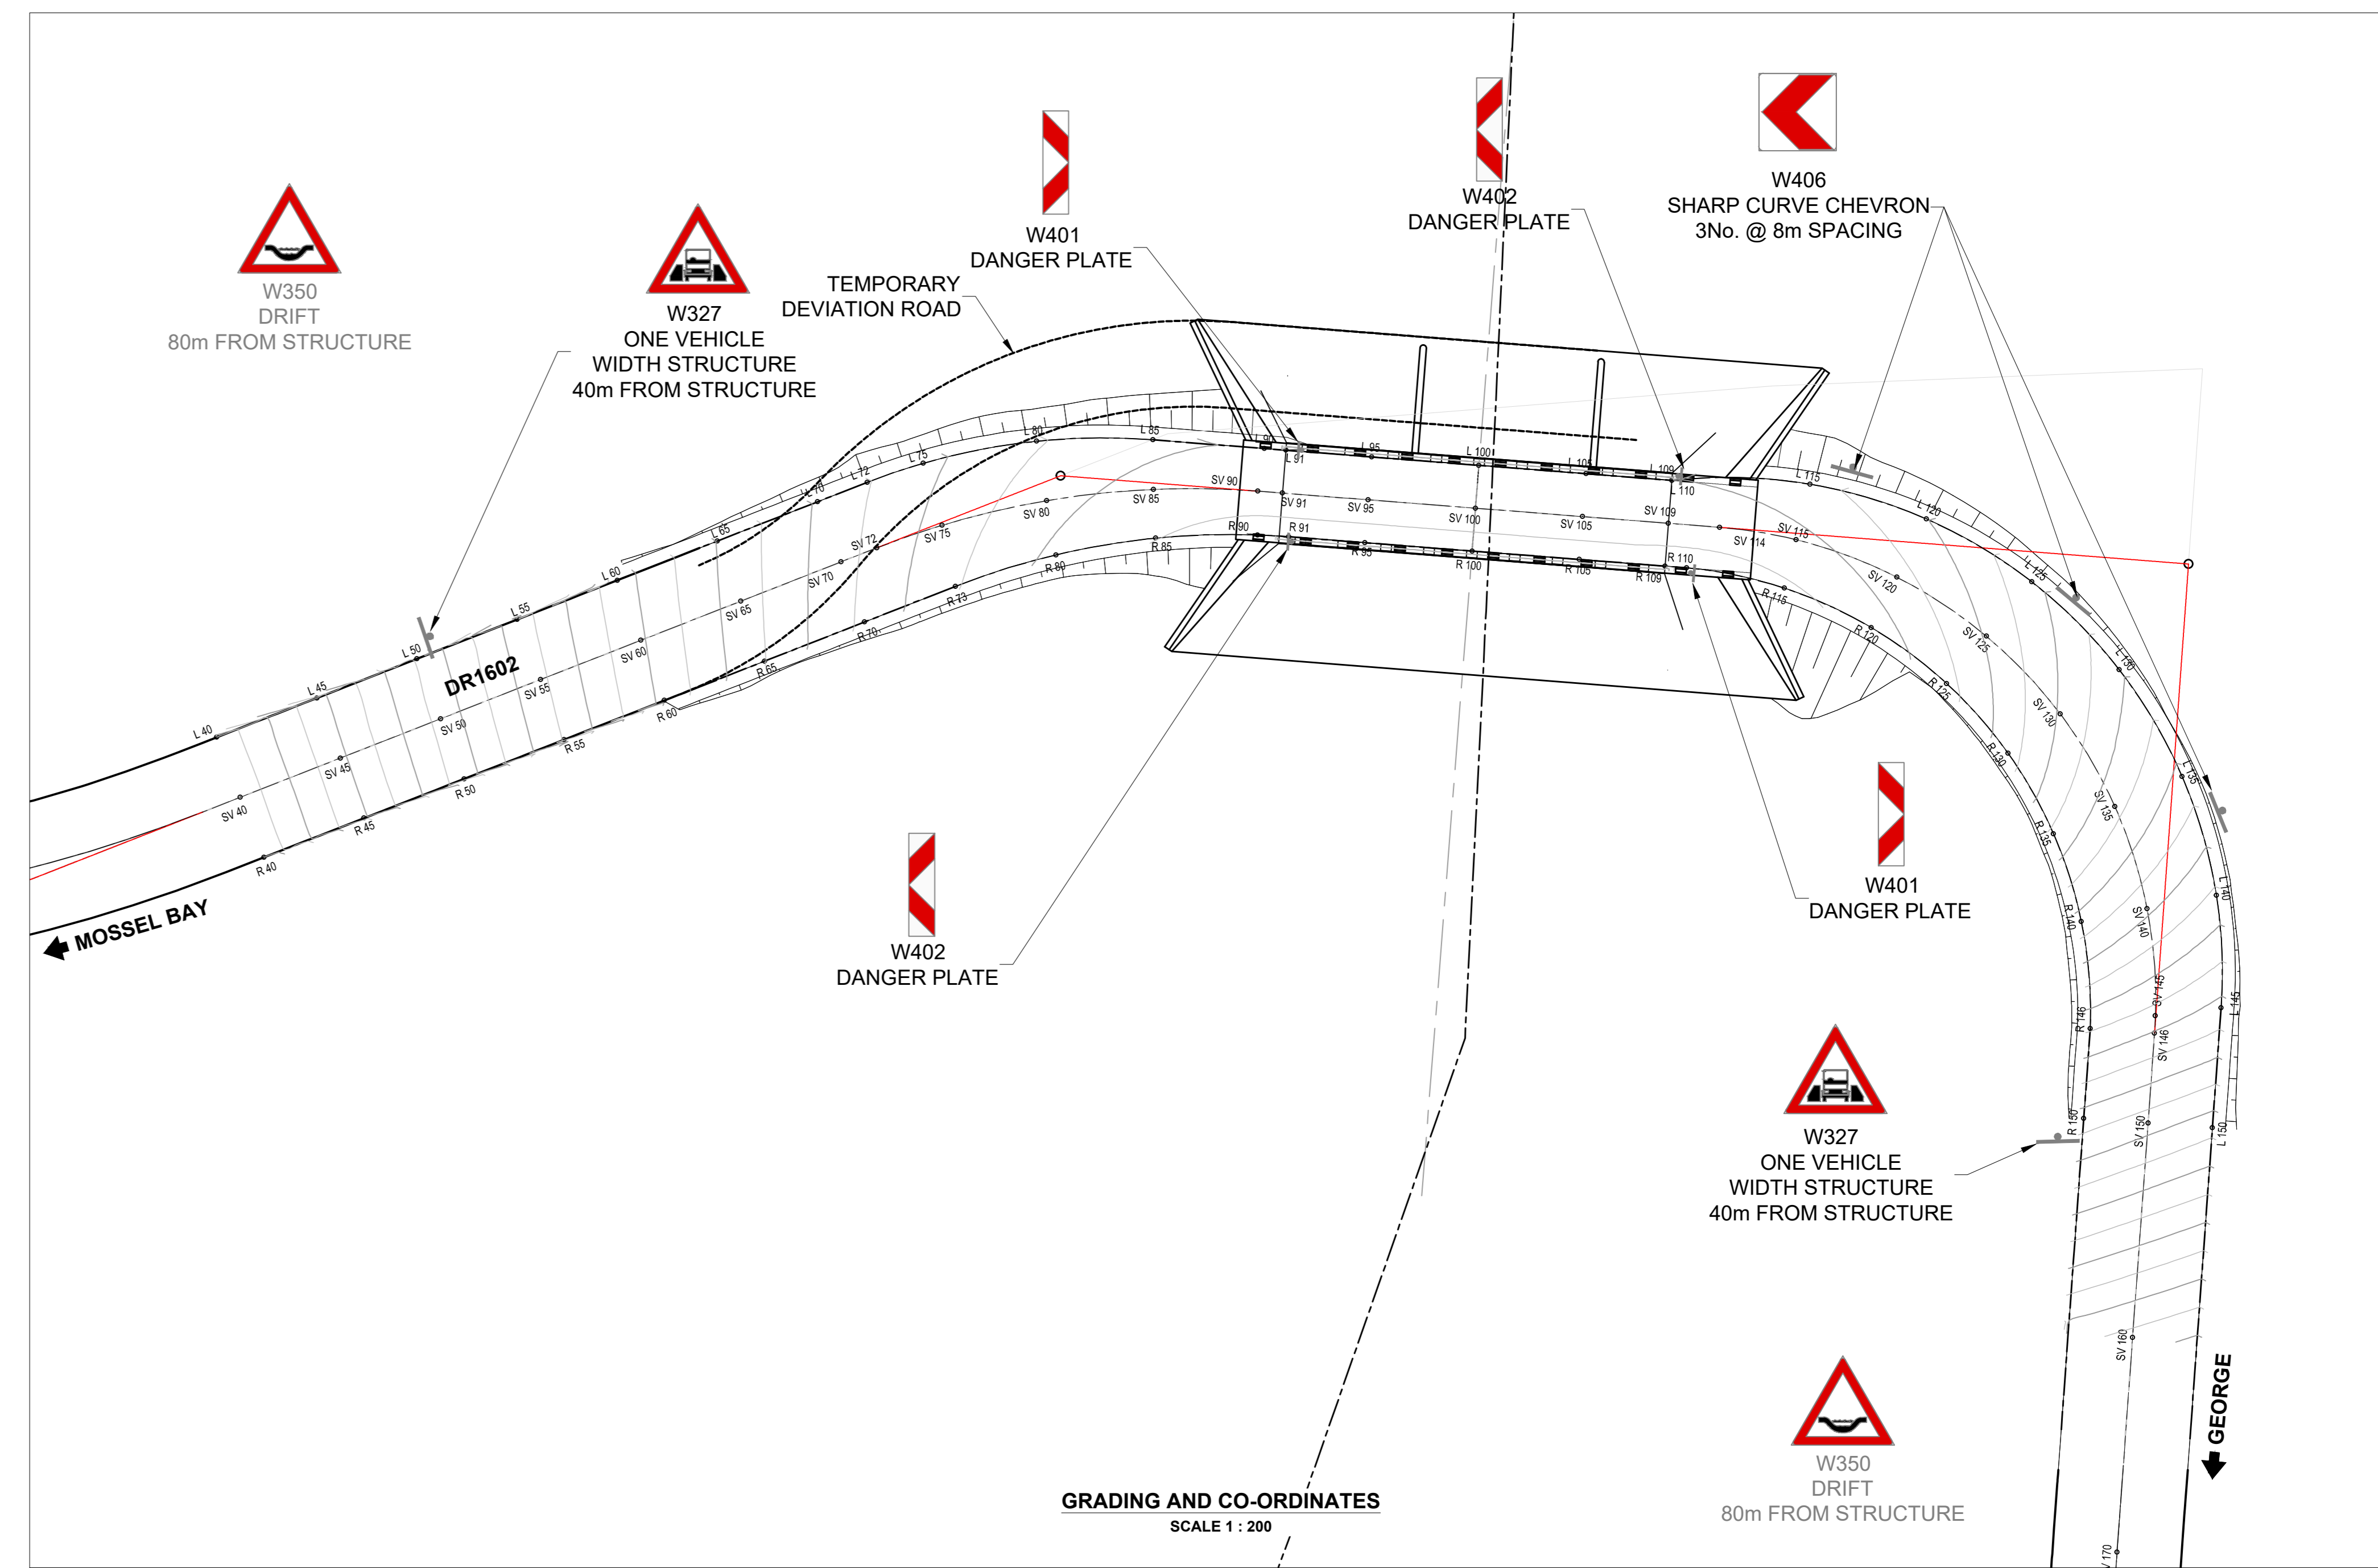 W350
DRIFT
80m FROM STRUCTURE
W327
ONE VEHICLE
WIDTH STRUCTURE
40m FROM STRUCTURE
TEMPORARY
DEVIATION ROAD
W401
DANGER PLATE
W402
DANGER PLATE
W406
SHARP CURVE CHEVRON
3No. @ 8m SPACING
L 40
L 45
L 50
L 55
L 60
L 65
L 70
L 72
L 75
L 80
L 85
L 90
L 91
L 95
L 100
L 105
L 109
L 110
L 115
L 120
L 125
L 130
L 135
L 140
L 145
L 150
SV 40
SV 45
SV 50
SV 55
SV 60
SV 65
SV 70
SV 72
SV 75
SV 80
SV 85
SV 90
SV 91
SV 95
SV 100
SV 105
SV 109
SV 114
SV 115
SV 120
SV 125
SV 130
SV 135
SV 140
SV 145
SV 146
SV 150
SV 160
V 170
R 40
R 45
R 50
R 55
R 60
R 65
R 70
R 73
R 80
R 85
R 90
R 91
R 95
R 100
R 105
R 109
R 110
R 115
R 120
R 125
R 130
R 135
R 140
R 146
R 150
DR1602
MOSSEL BAY
W402
DANGER PLATE
W401
DANGER PLATE
W327
ONE VEHICLE
WIDTH STRUCTURE
40m FROM STRUCTURE
W350
DRIFT
80m FROM STRUCTURE
GEORGE
GRADING AND CO-ORDINATES
SCALE 1 : 200